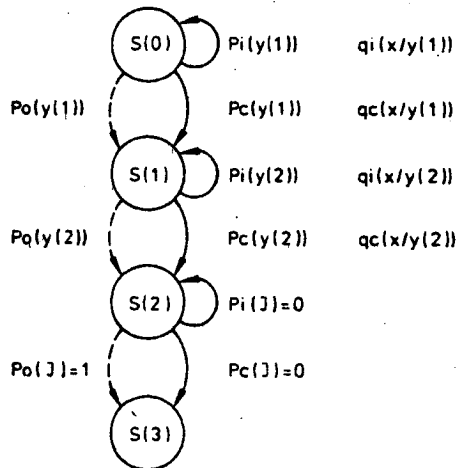 S(0) Pi(y(1)) qi(x/y(1))
Po(y(1)) Pc(y(1)) qc(x/y(1))
S(1) Pi(y(2)) qi(x/y(2))
Po(y(2)) Pc(y(2)) qc(x/y(2))
S(2) Pi(J)=0
Po(J)=1 Pc(J)=0
S(3)